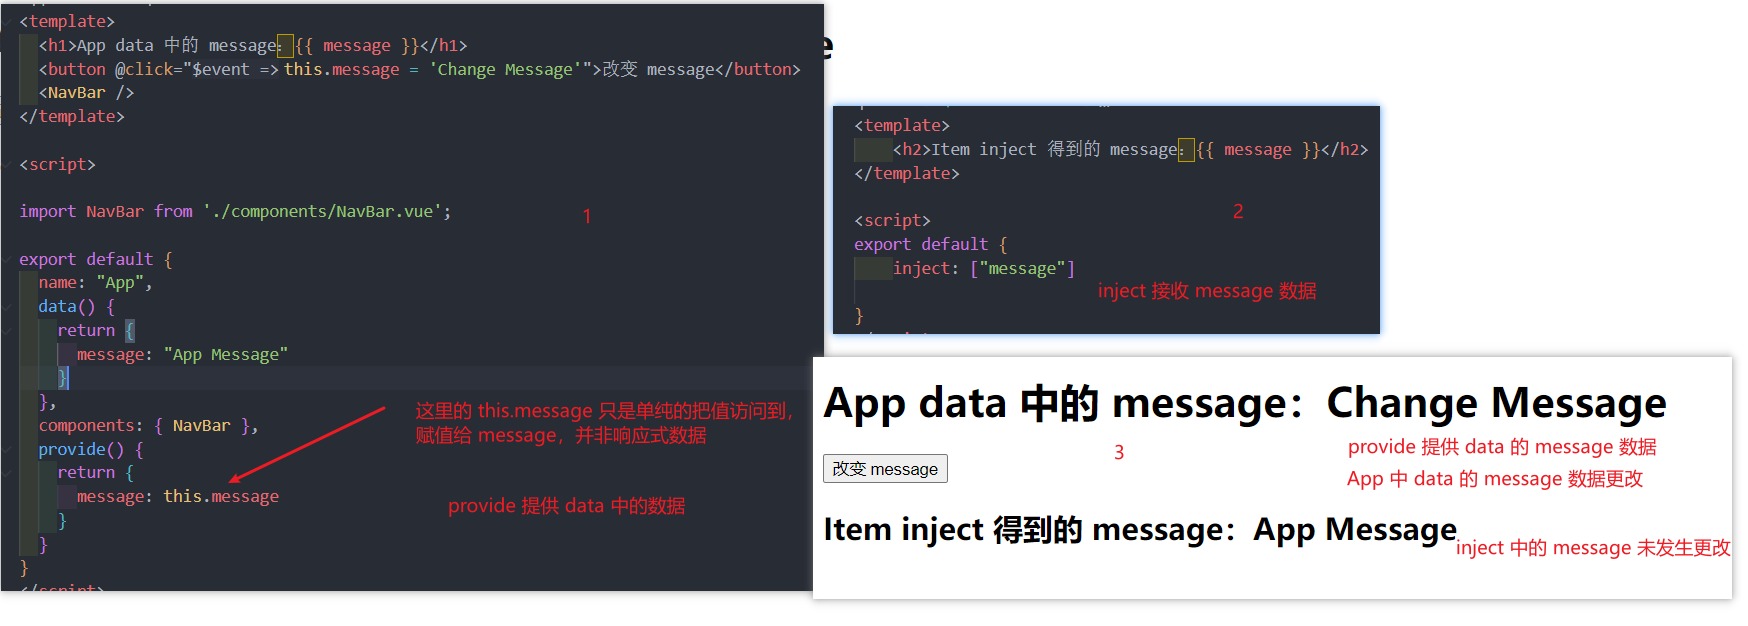 <template>
<h1>App data 中的 message：{{ message }}</h1>
<button @click="$event => this.message = 'Change Message'">改变 message</button>
<NavBar />
</template>
<script>
import NavBar from './components/NavBar.vue';
1
export default {
name: "App",
data() {
return {
message: "App Message"
}
},
components: { NavBar },
provide() {
return {
message: this.message
}
}
}
</script>
这里的 this.message 只是单纯的把值访问到，
赋值给 message，并非响应式数据
provide 提供 data 中的数据
e
<template>
<h2>Item inject 得到的 message：{{ message }}</h2>
</template>
2
<script>
export default {
inject: ["message"]
inject 接收 message 数据
}
App data 中的 message：Change Message
3
provide 提供 data 的 message 数据
改变 message
App 中 data 的 message 数据更改
Item inject 得到的 message：App Message
inject 中的 message 未发生更改